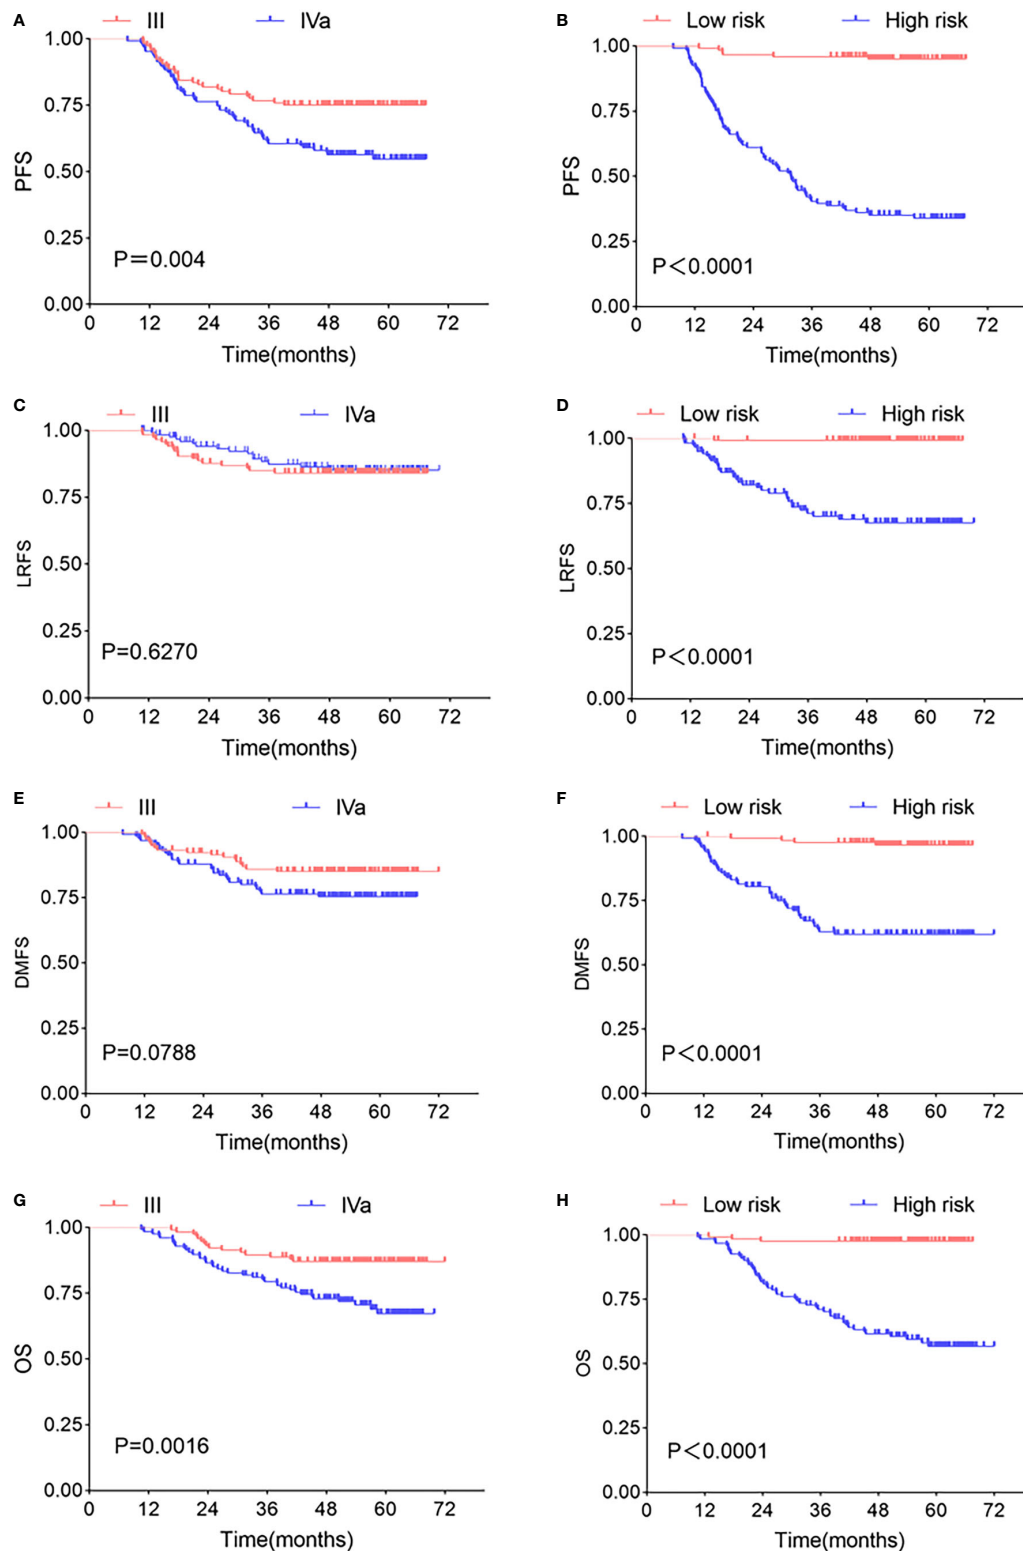 A III IVa
1.00
0.75
PFS
0.50
0.25
P=0.004
0.00
0 12 24 36 48 60 72
Time(months)
B Low risk High risk
1.00
0.75
PFS
0.50
0.25
P<0.0001
0.00
0 12 24 36 48 60 72
Time(months)
C III IVa
1.00
0.75
LRFS
0.50
0.25
P=0.6270
0.00
0 12 24 36 48 60 72
Time(months)
D Low risk High risk
1.00
0.75
LRFS
0.50
0.25
P<0.0001
0.00
0 12 24 36 48 60 72
Time(months)
E III IVa
1.00
0.75
DMFS
0.50
0.25
P=0.0788
0.00
0 12 24 36 48 60 72
Time(months)
F Low risk High risk
1.00
0.75
DMFS
0.50
0.25
P<0.0001
0.00
0 12 24 36 48 60 72
Time(months)
G III IVa
1.00
0.75
OS
0.50
0.25
P=0.0016
0.00
0 12 24 36 48 60 72
Time(months)
H Low risk High risk
1.00
0.75
OS
0.50
0.25
P<0.0001
0.00
0 12 24 36 48 60 72
Time(months)